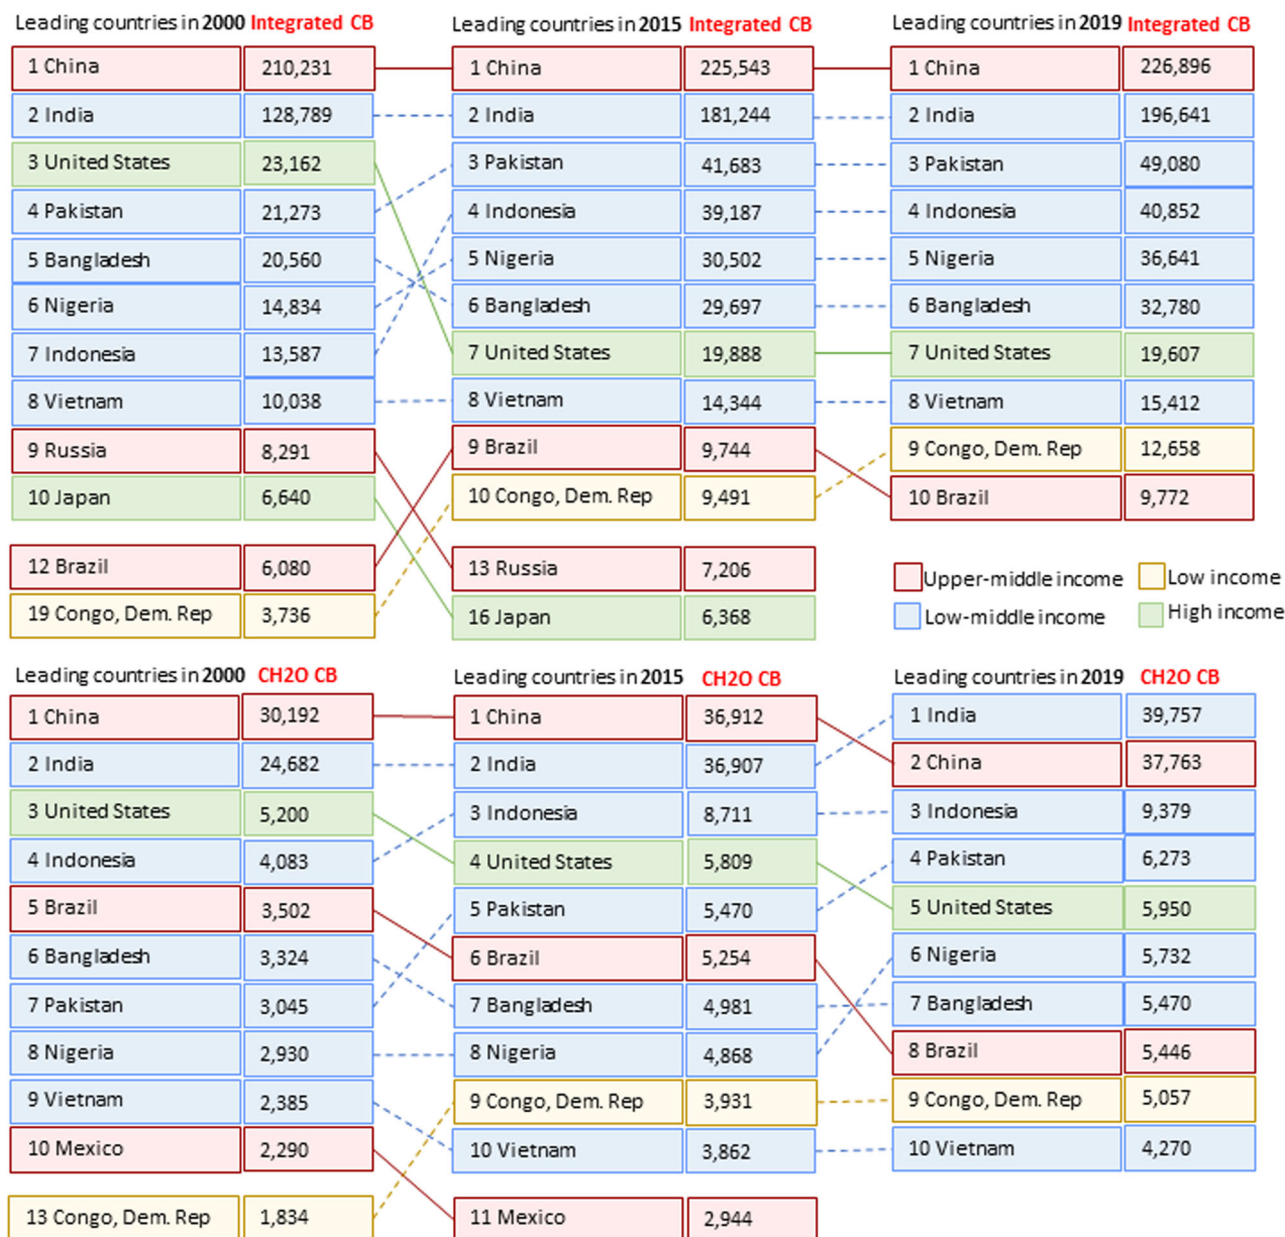 Leading countries in 2000 Integrated CB
1 China 210,231
2 India 128,789
3 United States 23,162
4 Pakistan 21,273
5 Bangladesh 20,560
6 Nigeria 14,834
7 Indonesia 13,587
8 Vietnam 10,038
9 Russia 8,291
10 Japan 6,640
12 Brazil 6,080
19 Congo, Dem. Rep 3,736
Leading countries in 2015 Integrated CB
1 China 225,543
2 India 181,244
3 Pakistan 41,683
4 Indonesia 39,187
5 Nigeria 30,502
6 Bangladesh 29,697
7 United States 19,888
8 Vietnam 14,344
9 Brazil 9,744
10 Congo, Dem. Rep 9,491
13 Russia 7,206
16 Japan 6,368
Leading countries in 2019 Integrated CB
1 China 226,896
2 India 196,641
3 Pakistan 49,080
4 Indonesia 40,852
5 Nigeria 36,641
6 Bangladesh 32,780
7 United States 19,607
8 Vietnam 15,412
9 Congo, Dem. Rep 12,658
10 Brazil 9,772
Upper-middle income Low income
Low-middle income High income
Leading countries in 2000 CH2O CB
1 China 30,192
2 India 24,682
3 United States 5,200
4 Indonesia 4,083
5 Brazil 3,502
6 Bangladesh 3,324
7 Pakistan 3,045
8 Nigeria 2,930
9 Vietnam 2,385
10 Mexico 2,290
13 Congo, Dem. Rep 1,834
Leading countries in 2015 CH2O CB
1 China 36,912
2 India 36,907
3 Indonesia 8,711
4 United States 5,809
5 Pakistan 5,470
6 Brazil 5,254
7 Bangladesh 4,981
8 Nigeria 4,868
9 Congo, Dem. Rep 3,931
10 Vietnam 3,862
11 Mexico 2,944
Leading countries in 2019 CH2O CB
1 India 39,757
2 China 37,763
3 Indonesia 9,379
4 Pakistan 6,273
5 United States 5,950
6 Nigeria 5,732
7 Bangladesh 5,470
8 Brazil 5,446
9 Congo, Dem. Rep 5,057
10 Vietnam 4,270